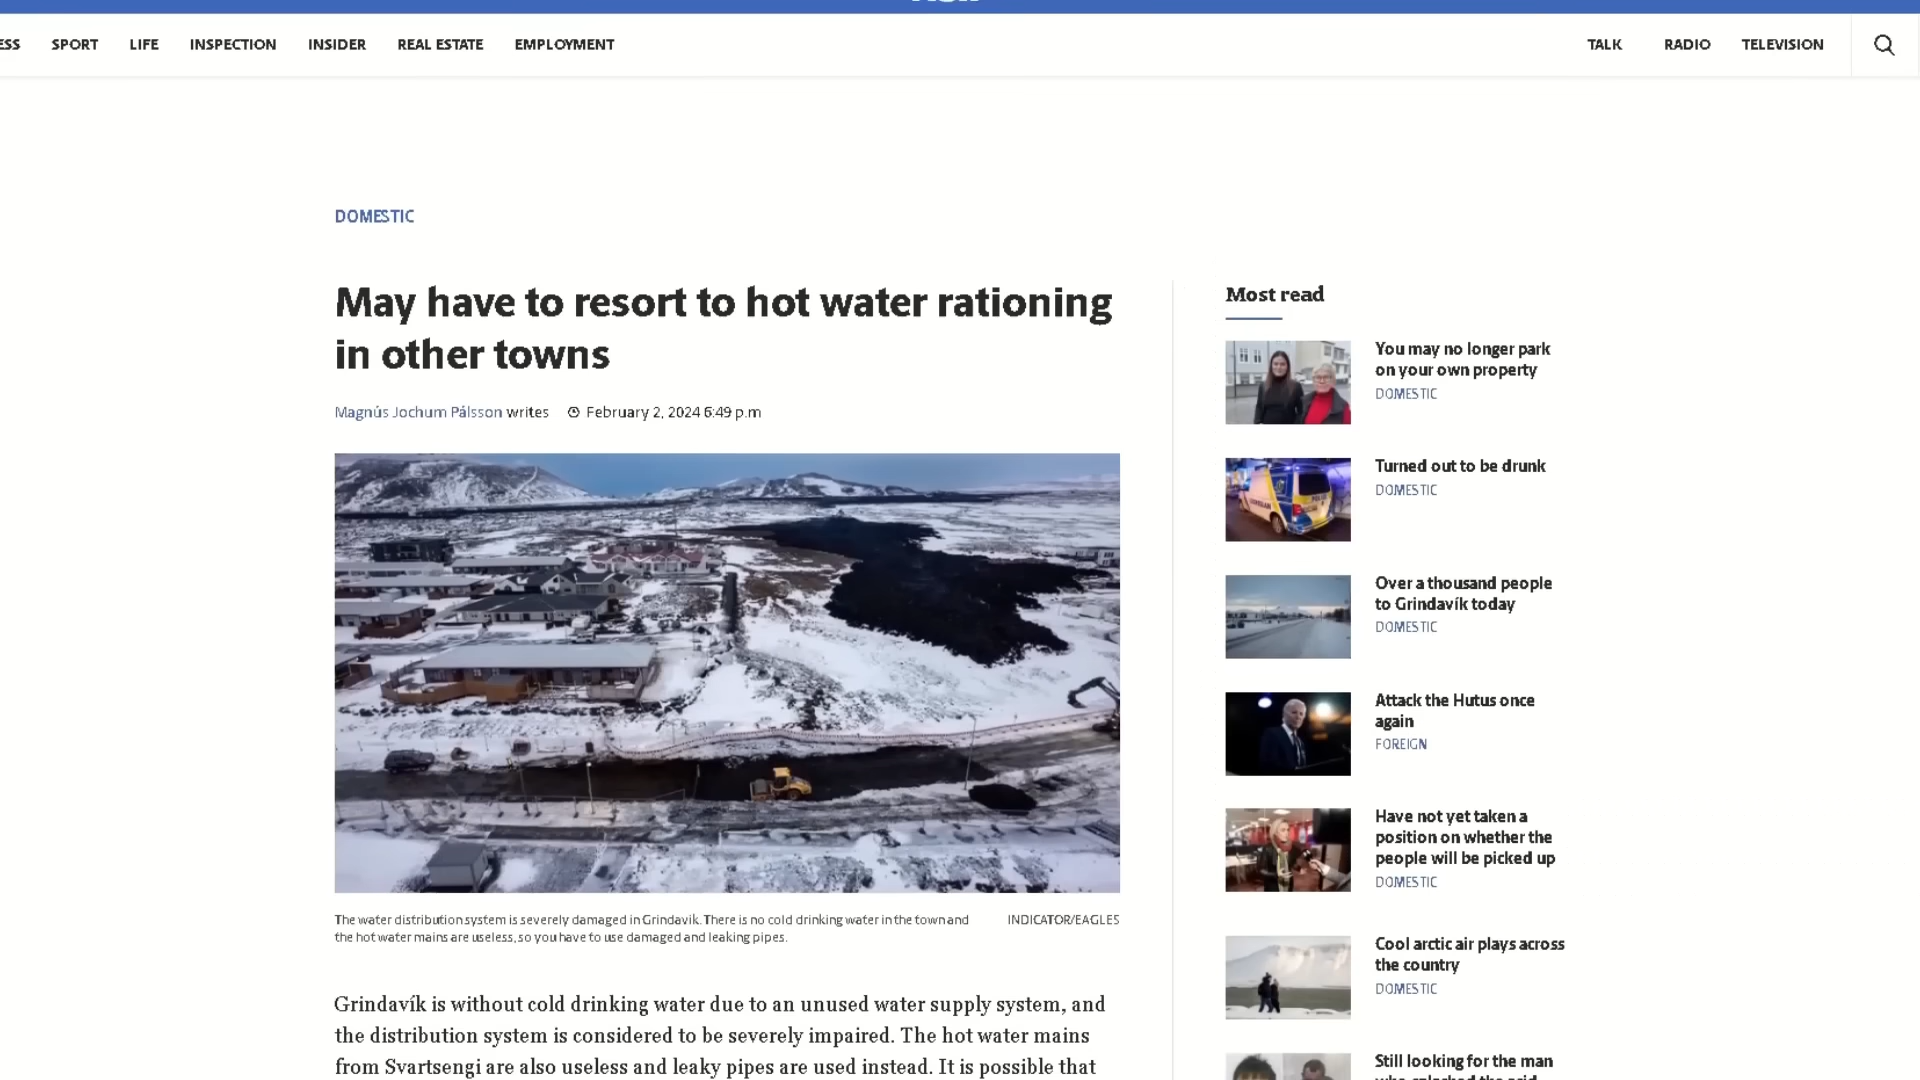 ESS SPORT LIFE INSPECTION INSIDER REAL ESTATE EMPLOYMENT TALK RADIO TELEVISION
DOMESTIC
May have to resort to hot water rationing
in other towns
Magnús Jochum Pálsson writes February 2, 2024 6:49 p.m
The water distribution system is severely damaged in Grindavik. There is no cold drinking water in the town and
the hot water mains are useless, so you have to use damaged and leaking pipes.
INDICATOR/EAGLES
Grindavík is without cold drinking water due to an unused water supply system, and
the distribution system is considered to be severely impaired. The hot water mains
from Svartsengi are also useless and leaky pipes are used instead. It is possible that
Most read
You may no longer park
on your own property
DOMESTIC
Turned out to be drunk
DOMESTIC
Over a thousand people
to Grindavík today
DOMESTIC
Attack the Hutus once
again
FOREIGN
Have not yet taken a
position on whether the
people will be picked up
DOMESTIC
Cool arctic air plays across
the country
DOMESTIC
Still looking for the man